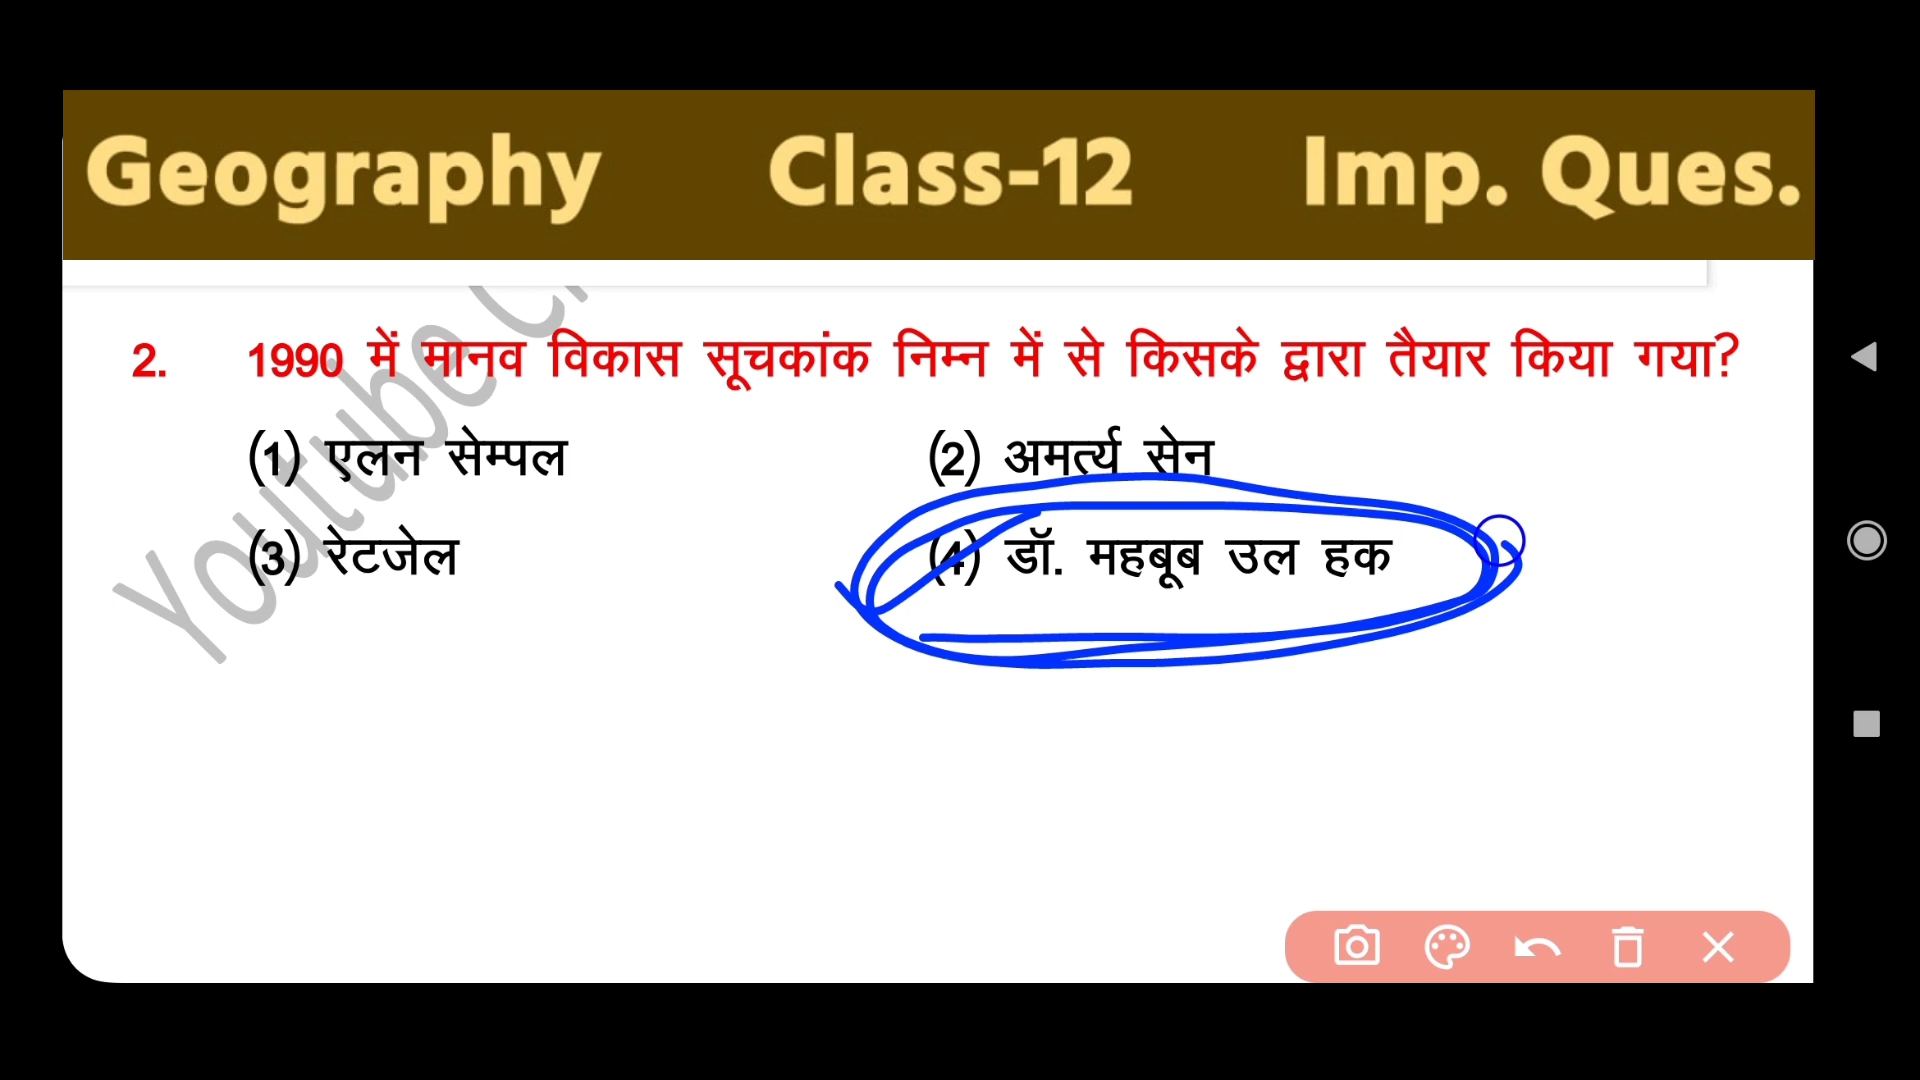 Geography Class-12 Imp. Ques.
2. 1990 में मानव विकास सूचकांक निम्न में से किसके द्वारा तैयार किया गया?
(1) एलन सेम्पल (2) अमर्त्य सेन
(3) रेटजेल (4) डॉ. महबूब उल हक
Youtube